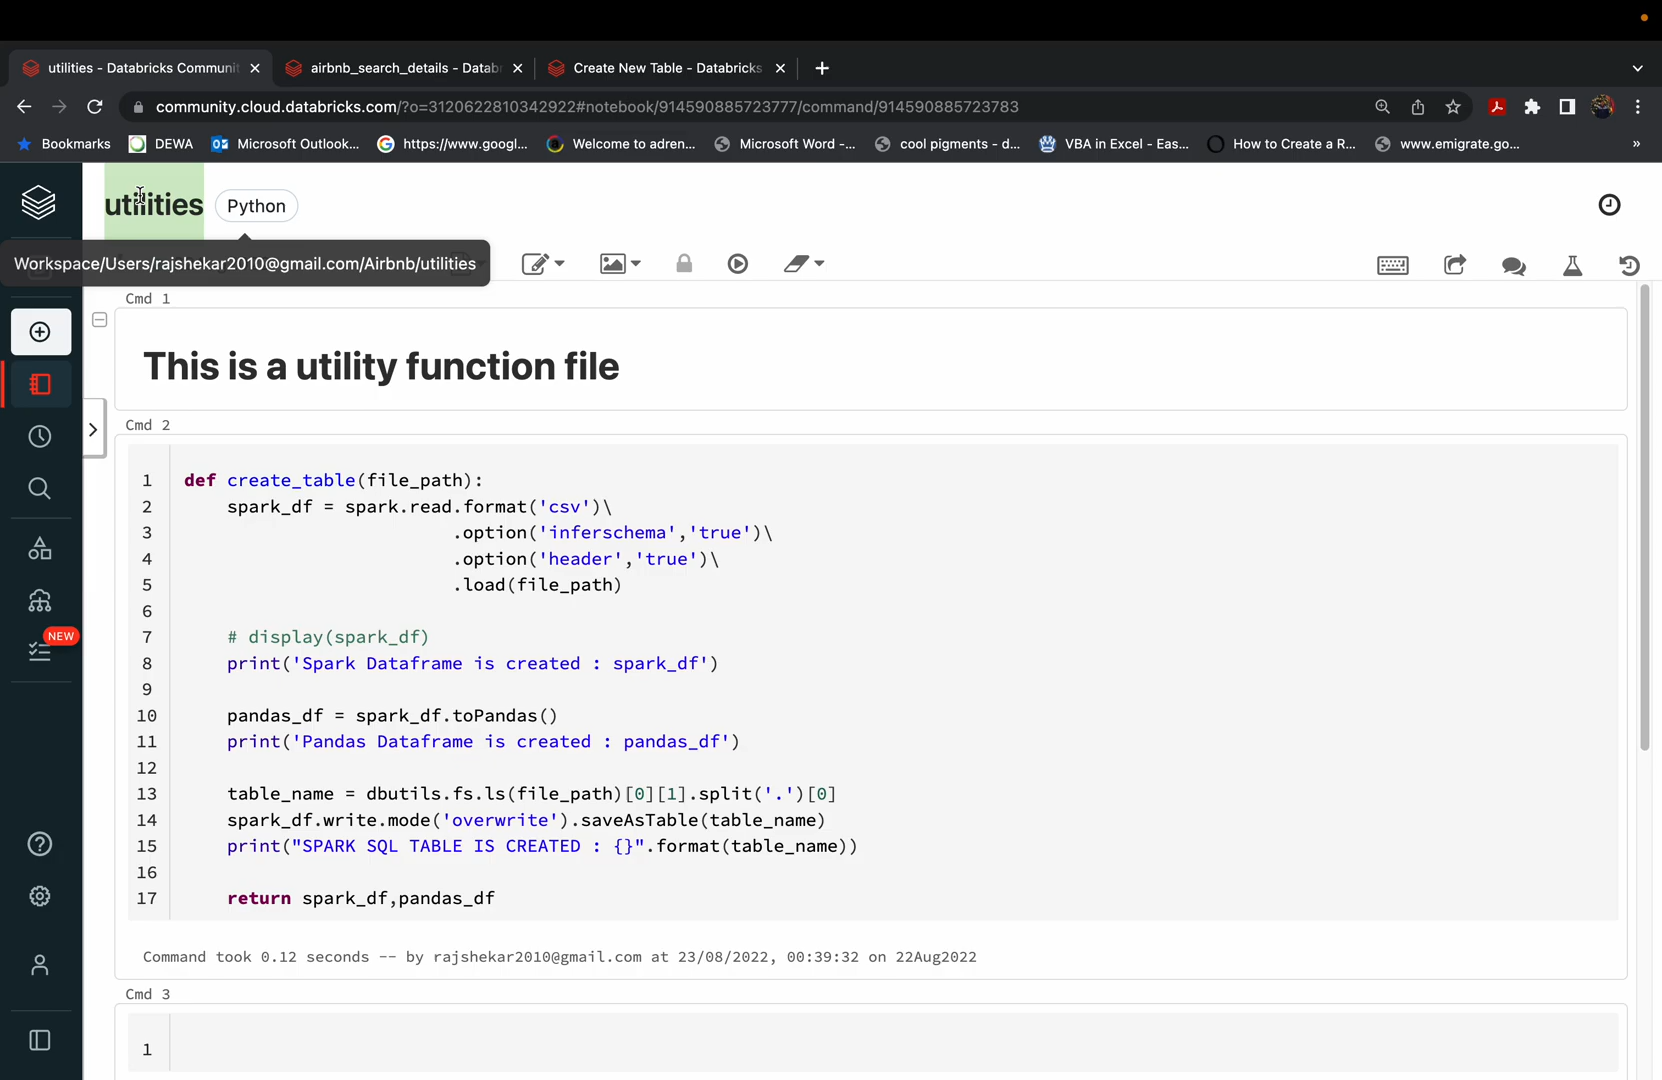 utilities - Databricks Communit
airbnb_search_details - Datab
Create New Table - Databricks
community.cloud.databricks.com/?o=3120622810342922#notebook/914590885723777/command/914590885723783
Bookmarks
DEWA
Microsoft Outlook...
https://www.googl...
Welcome to adren...
Microsoft Word -...
cool pigments - d...
VBA in Excel - Eas...
How to Create a R...
www.emigrate.go...
»
utilities
Python
Workspace/Users/rajshekar2010@gmail.com/Airbnb/utilities
Cmd 1
This is a utility function file
Cmd 2
1 def create_table(file_path):
2 spark_df = spark.read.format('csv')\
3 .option('inferschema','true')\
4 .option('header','true')\
5 .load(file_path)
6
7 # display(spark_df)
8 print('Spark Dataframe is created : spark_df')
9
10 pandas_df = spark_df.toPandas()
11 print('Pandas Dataframe is created : pandas_df')
12
13 table_name = dbutils.fs.ls(file_path)[0][1].split('.')[0]
14 spark_df.write.mode('overwrite').saveAsTable(table_name)
15 print("SPARK SQL TABLE IS CREATED : {}".format(table_name))
16
17 return spark_df,pandas_df
NEW
Command took 0.12 seconds -- by rajshekar2010@gmail.com at 23/08/2022, 00:39:32 on 22Aug2022
Cmd 3
1